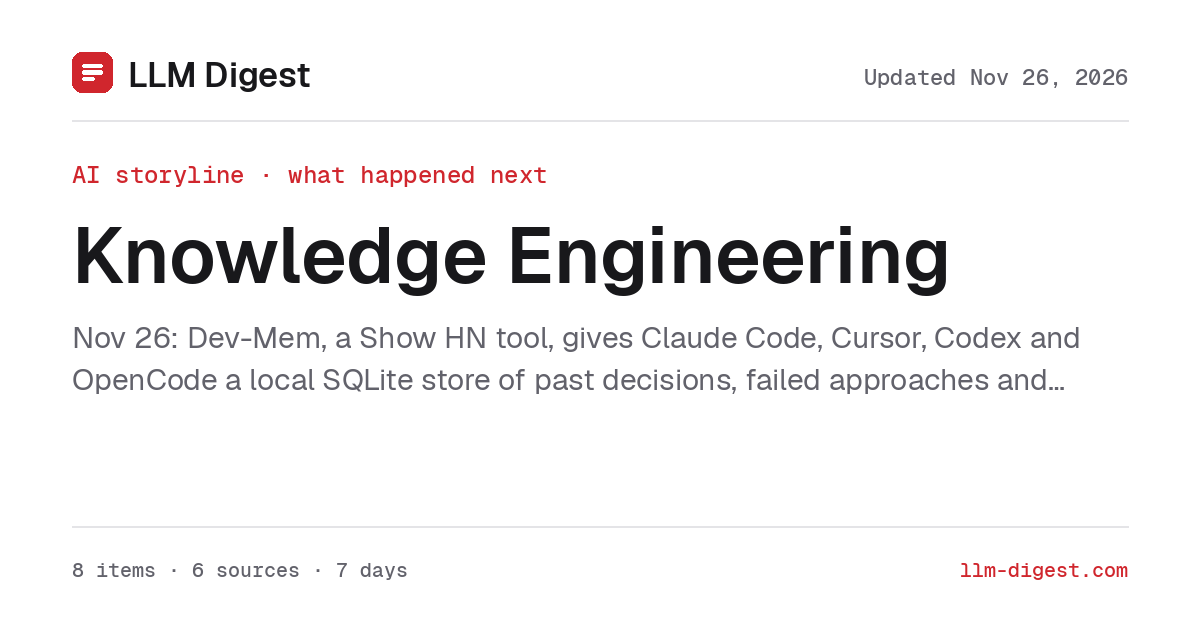 LLM Digest
Updated Nov 26, 2026
AI storyline · what happened next
Knowledge Engineering
Nov 26: Dev-Mem, a Show HN tool, gives Claude Code, Cursor, Codex and
OpenCode a local SQLite store of past decisions, failed approaches and…
8 items · 6 sources · 7 days
llm-digest.com